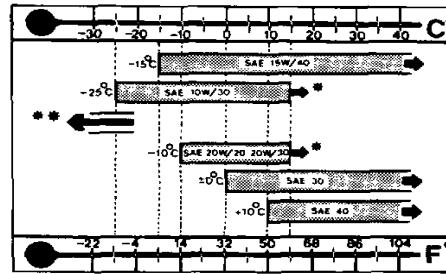 -30 -20 -10 0 10 20 30 40 C°
-15°C SAE 15W/40
-25°C SAE 10W/30 *
**
-10°C SAE 20W/20 20W/30 *
±0°C SAE 30
+10°C SAE 40
-22 -4 14 32 50 68 86 104 F°